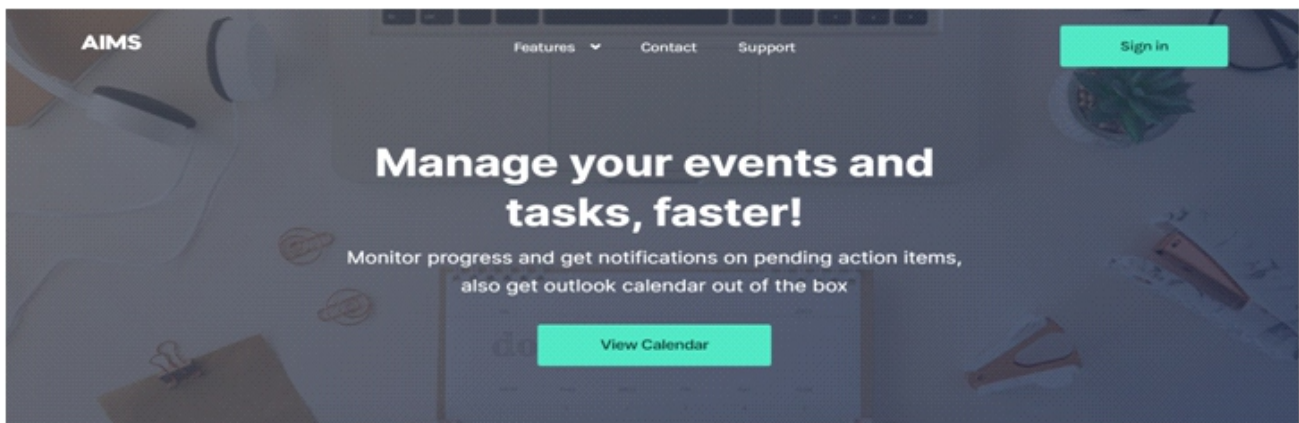 AIMS
Features
Contact
Support
Sign in
Manage your events and
tasks, faster!
Monitor progress and get notifications on pending action items,
also get outlook calendar out of the box
do
View Calendar